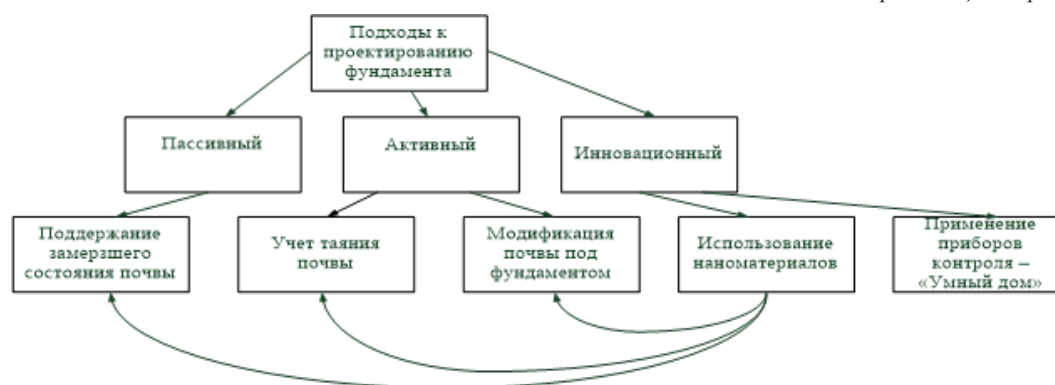 Подходы к
проектированию
фундамента
Пассивный
Активный
Инновационный
Поддержание
замерзшего
состояния почвы
Учет таяния
почвы
Модификация
почвы под
фундаментом
Использование
наноматериалов
Применение
приборов
контроля –
«Умный дом»